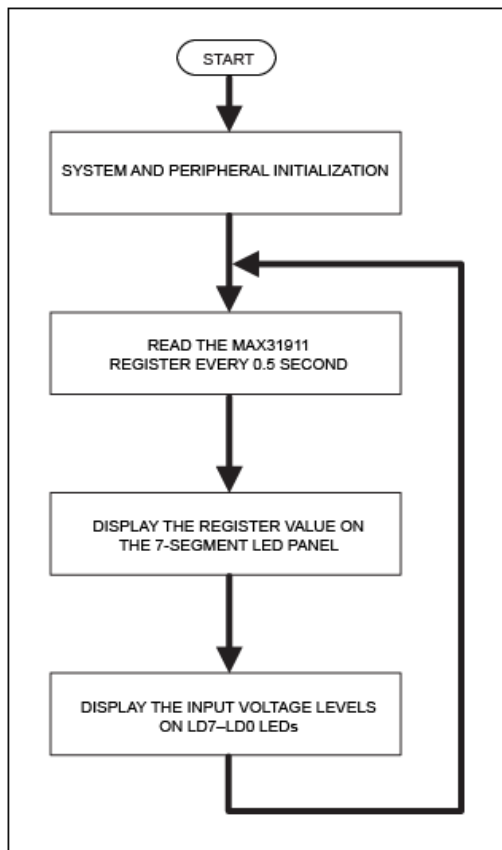 START
SYSTEM AND PERIPHERAL INITIALIZATION
READ THE MAX31911
REGISTER EVERY 0.5 SECOND
DISPLAY THE REGISTER VALUE ON
THE 7-SEGMENT LED PANEL
DISPLAY THE INPUT VOLTAGE LEVELS
ON LD7–LD0 LEDs